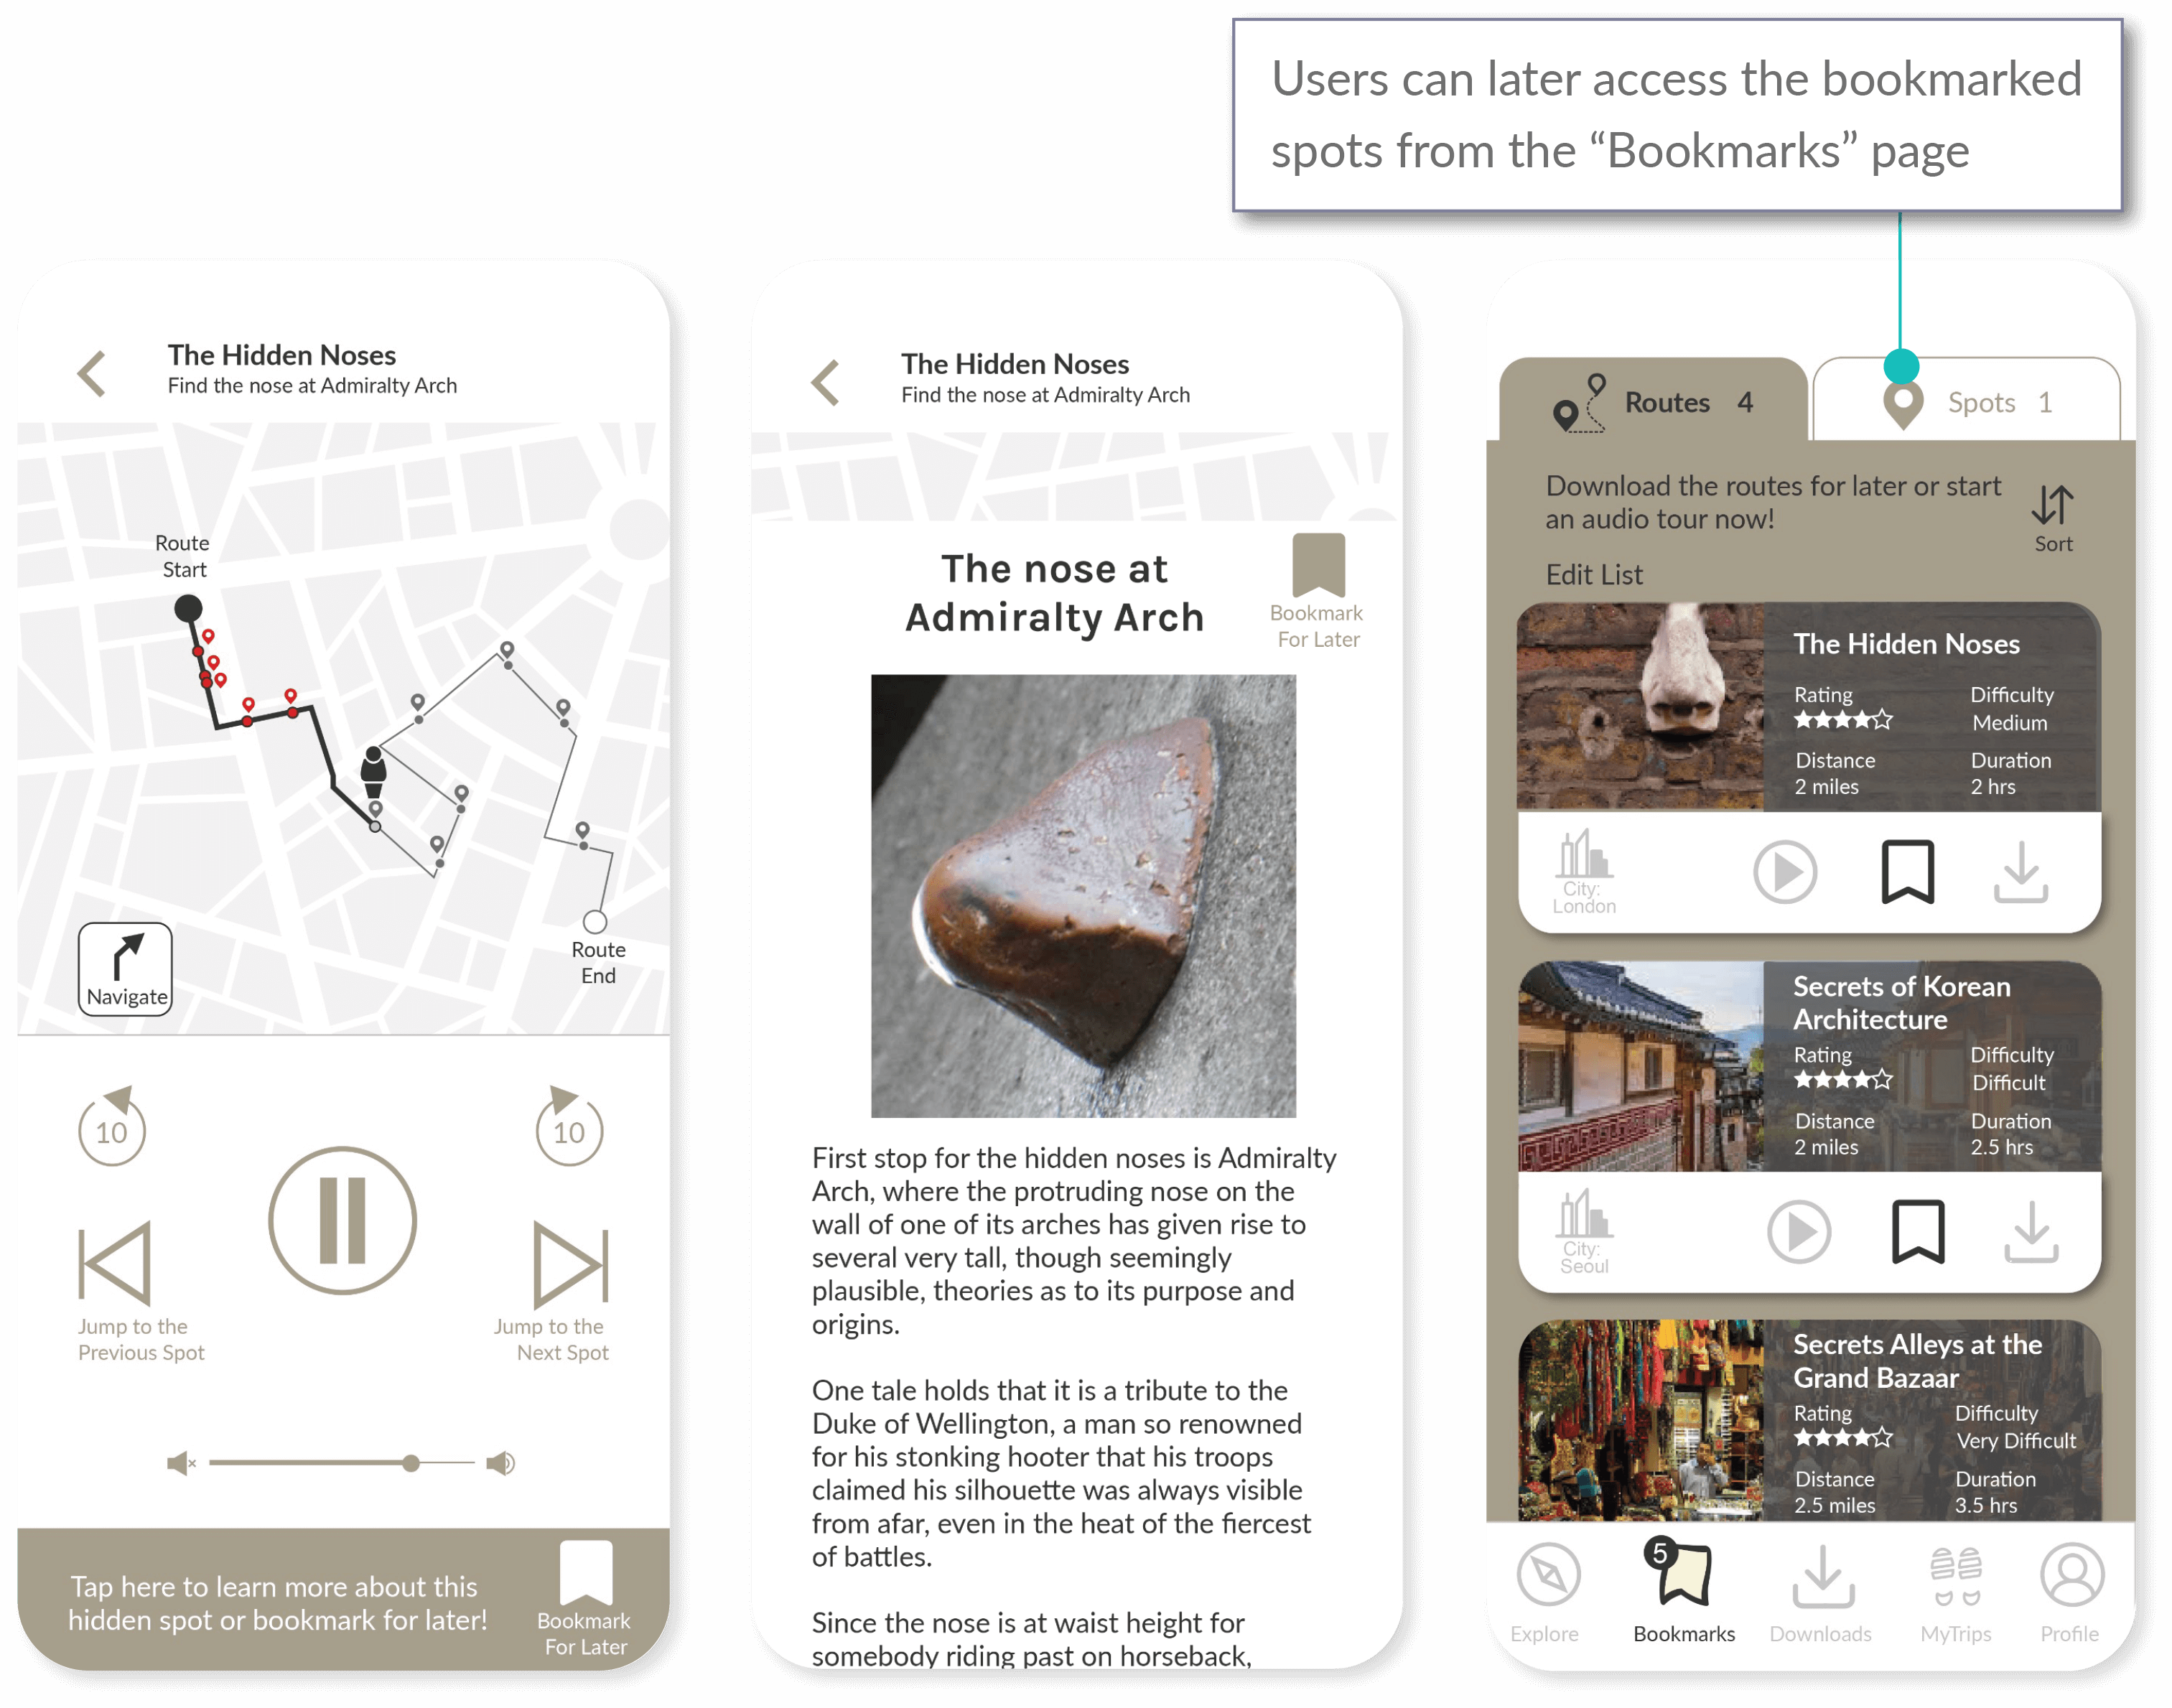 Users can later access the bookmarked
spots from the “Bookmarks” page
The Hidden Noses
Find the nose at Admiralty Arch
Route
Start
Route
End
Navigate
10
10
Jump to the
Previous Spot
Jump to the
Next Spot
Tap here to learn more about this
hidden spot or bookmark for later!
Bookmark
For Later
The Hidden Noses
Find the nose at Admiralty Arch
The nose at
Admiralty Arch
Bookmark
For Later
First stop for the hidden noses is Admiralty
Arch, where the protruding nose on the
wall of one of its arches has given rise to
several very tall, though seemingly
plausible, theories as to its purpose and
origins.
One tale holds that it is a tribute to the
Duke of Wellington, a man so renowned
for his stonking hooter that his troops
claimed his silhouette was always visible
from afar, even in the heat of the fiercest
of battles.
Since the nose is at waist height for
somebody riding past on horseback,
Routes 4
Spots 1
Download the routes for later or start
an audio tour now!
Sort
Edit List
The Hidden Noses
Rating
Difficulty
Medium
Distance
2 miles
Duration
2 hrs
City:
London
Secrets of Korean
Architecture
Rating
Difficulty
Difficult
Distance
2 miles
Duration
2.5 hrs
City:
Seoul
Secrets Alleys at the
Grand Bazaar
Rating
Difficulty
Very Difficult
Distance
2.5 miles
Duration
3.5 hrs
5
Explore
Bookmarks
Downloads
MyTrips
Profile